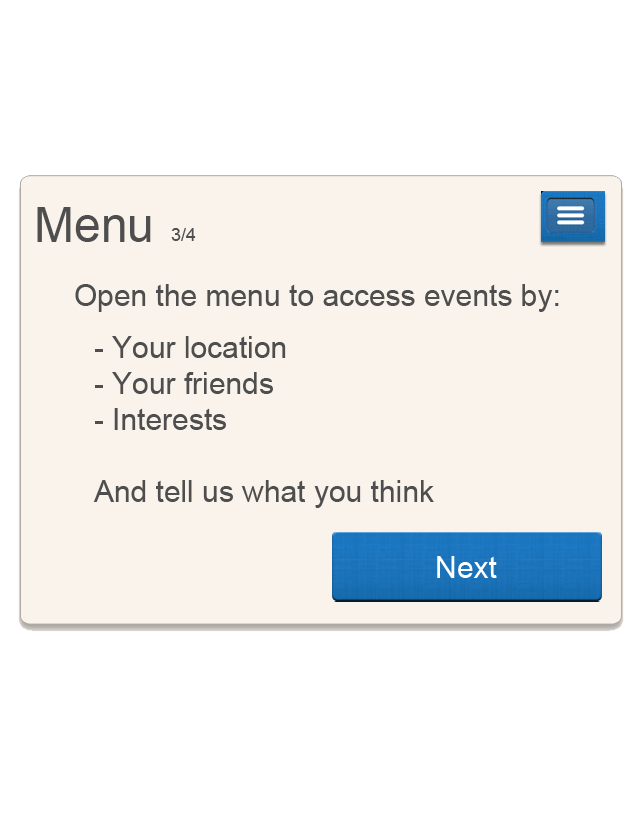 Menu 3/4
Open the menu to access events by:
- Your location
- Your friends
- Interests
And tell us what you think
Next